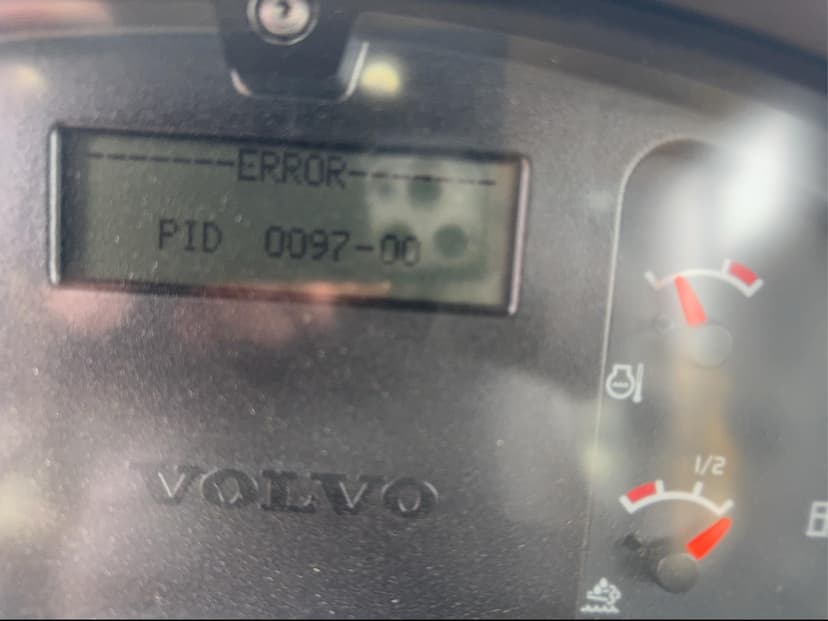 -------ERROR-------
PID 0097-00
VOLVO
1/2